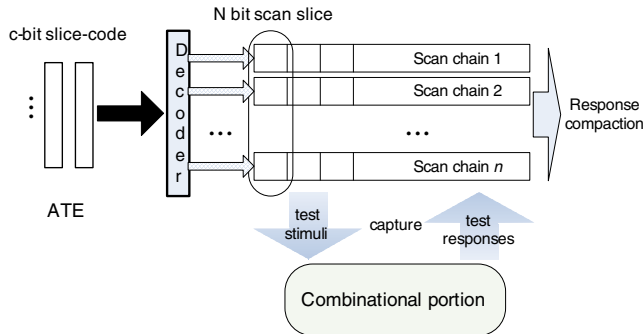 N bit scan slice
c-bit slice-code
Decoder
Scan chain 1
Scan chain 2
...
...
...
Scan chain n
Response
compaction
ATE
test
stimuli
capture
test
responses
Combinational portion